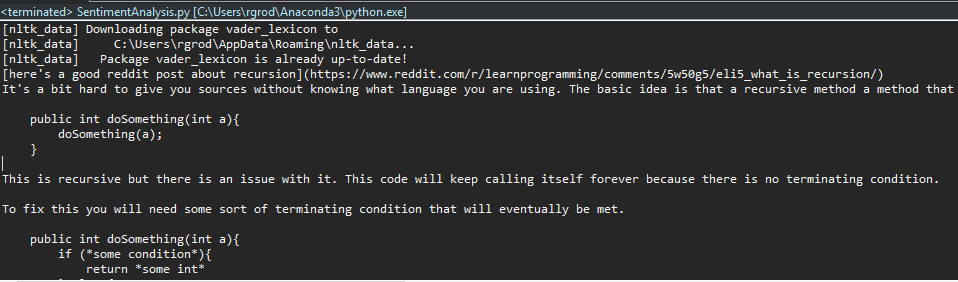 <terminated> SentimentAnalysis.py [C:\Users\rgrod\Anaconda3\python.exe]
[nltk_data] Downloading package vader_lexicon to
[nltk_data]     C:\Users\rgrod\AppData\Roaming\nltk_data...
[nltk_data]   Package vader_lexicon is already up-to-date!
[here's a good reddit post about recursion](https://www.reddit.com/r/learnprogramming/comments/5w50g5/eli5_what_is_recursion/)
It's a bit hard to give you sources without knowing what language you are using. The basic idea is that a recursive method a method that
    public int doSomething(int a){
        doSomething(a);
    }
This is recursive but there is an issue with it. This code will keep calling itself forever because there is no terminating condition.
To fix this you will need some sort of terminating condition that will eventually be met.
    public int doSomething(int a){
        if (*some condition*){
            return *some int*